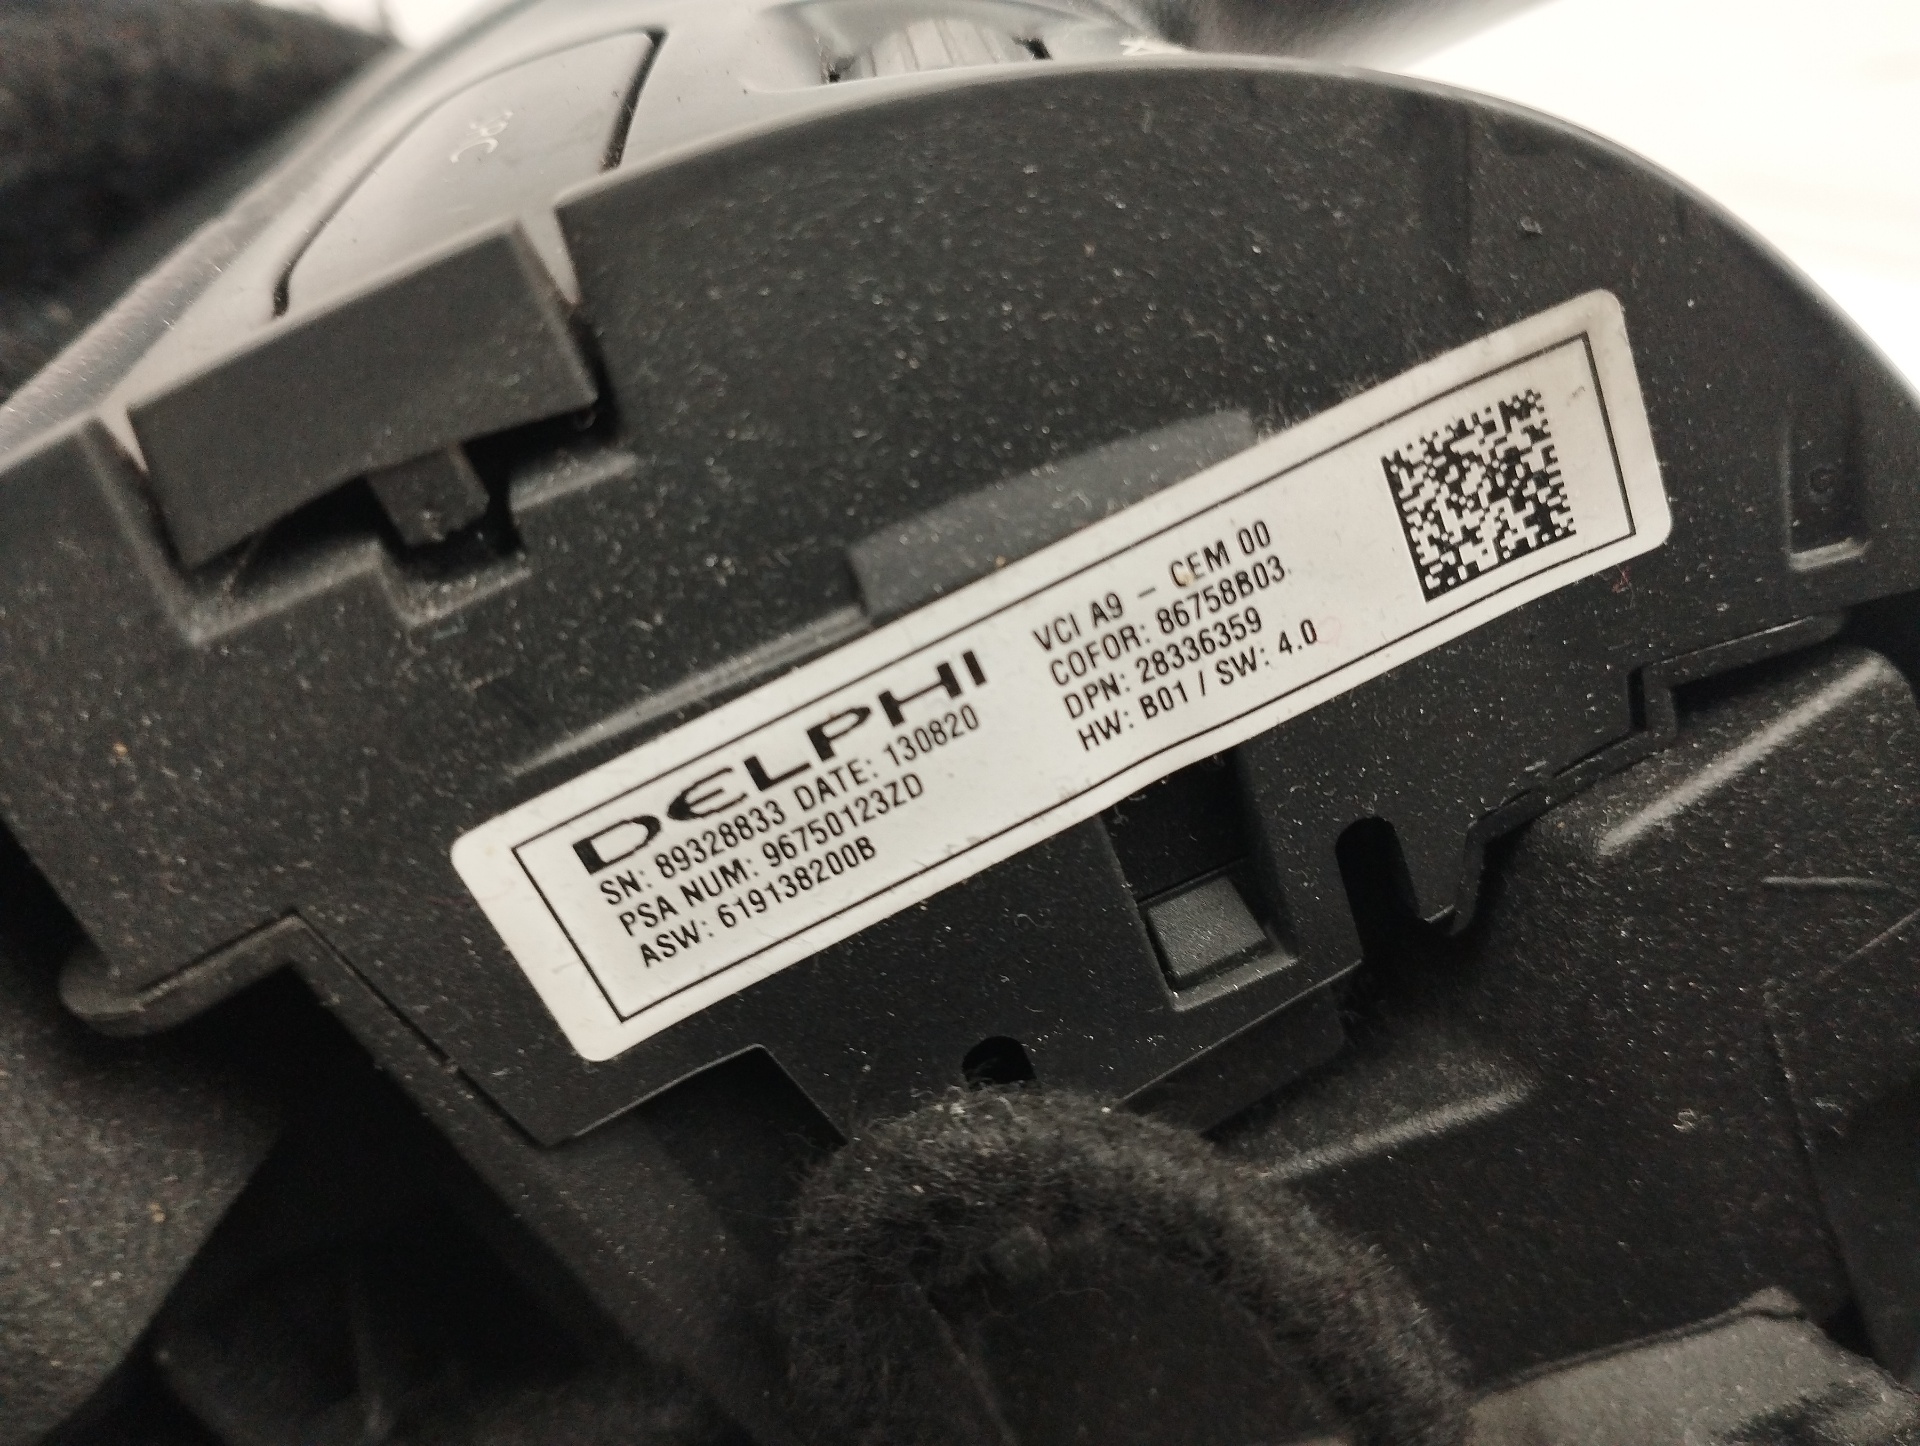 DELPHI
SN: 89328833 DATE: 130820
PSA NUM: 96750123ZD
ASW: 619138200B
VCI A9 - CEM 00
COFOR: 86758B03
DPN: 28336359
HW: B01 / SW: 4.0